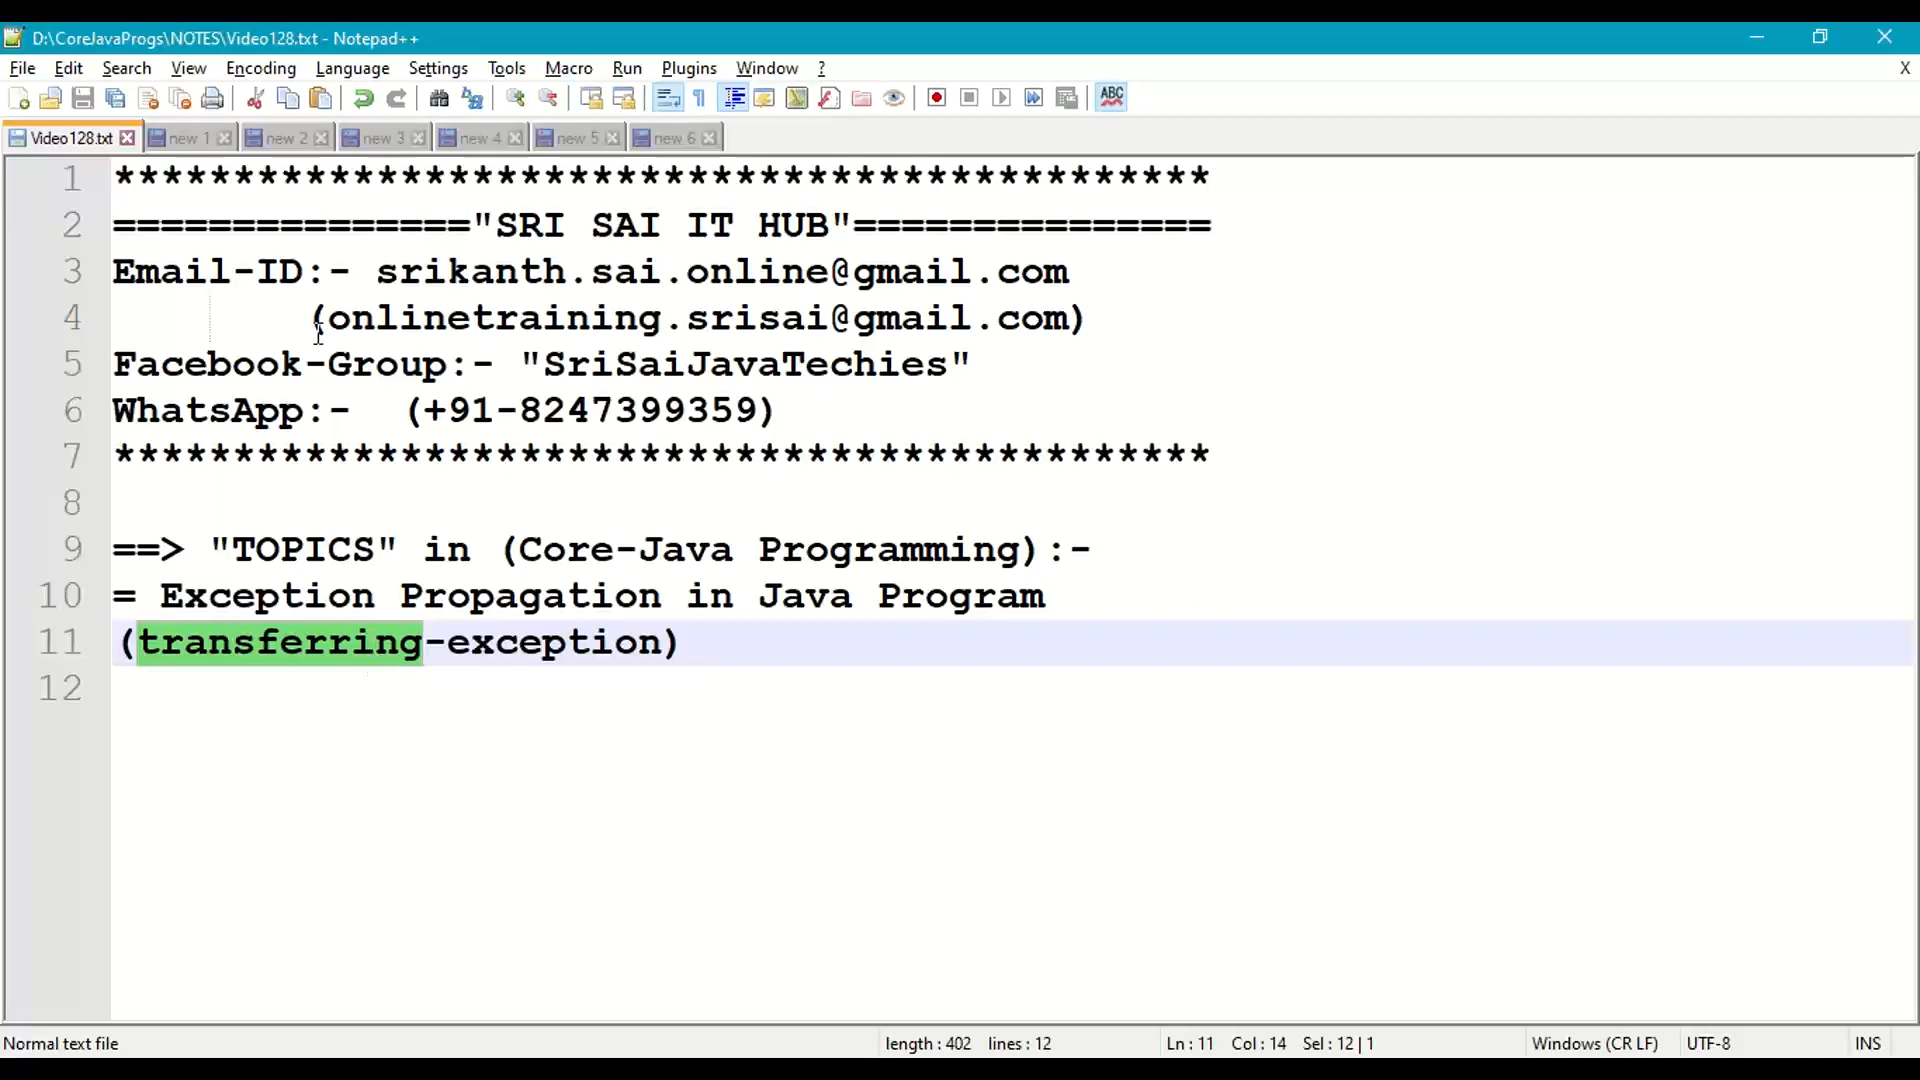 D:\CoreJavaProgs\NOTES\Video128.txt - Notepad++
File Edit Search View Encoding Language Settings Tools Macro Run Plugins Window ? X
ABC
Video128.txt new 1 new 2 new 3 new 4 new 5 new 6
1 **********************************************
2 ==============="SRI SAI IT HUB"===============
3 Email-ID:- srikanth.sai.online@gmail.com
4 (onlinetraining.srisai@gmail.com)
5 Facebook-Group:- "SriSaiJavaTechies"
6 WhatsApp:- (+91-8247399359)
7 **********************************************
8
9 ==> "TOPICS" in (Core-Java Programming):-
10 = Exception Propagation in Java Program
11 (transferring-exception)
12
Normal text file length : 402 lines : 12 Ln : 11 Col : 14 Sel : 12 | 1 Windows (CR LF) UTF-8 INS